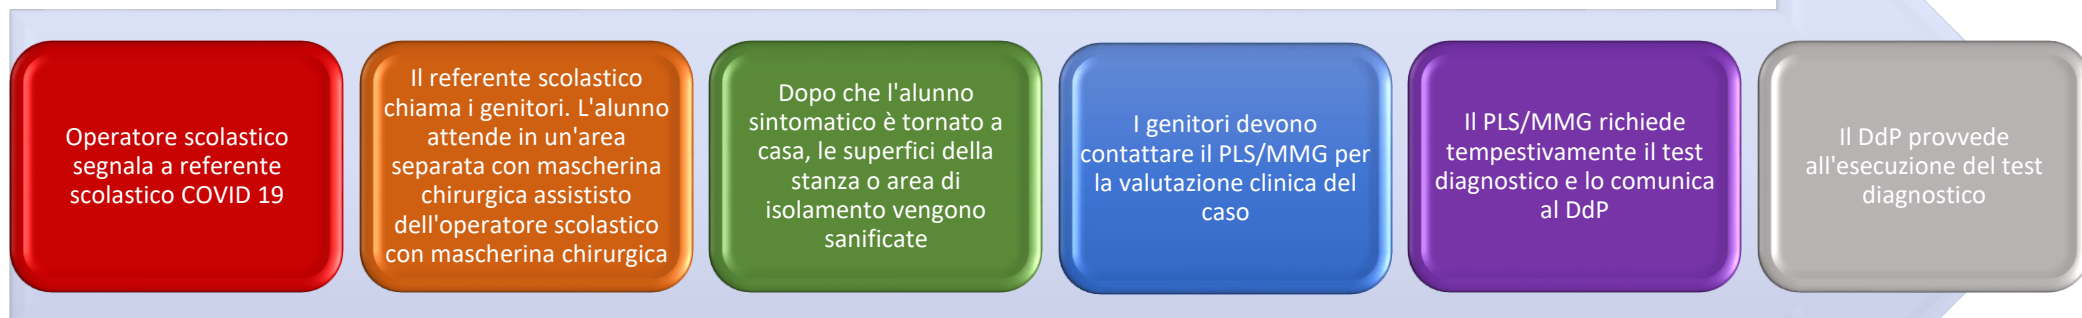 Operatore scolastico
segnala a referente
scolastico COVID 19
Il referente scolastico
chiama i genitori. L'alunno
attende in un'area
separata con mascherina
chirurgica assististo
dell'operatore scolastico
con mascherina chirurgica
Dopo che l'alunno
sintomatico è tornato a
casa, le superfici della
stanza o area di
isolamento vengono
sanificate
I genitori devono
contattare il PLS/MMG per
la valutazione clinica del
caso
Il PLS/MMG richiede
tempestivamente il test
diagnostico e lo comunica
al DdP
Il DdP provvede
all'esecuzione del test
diagnostico